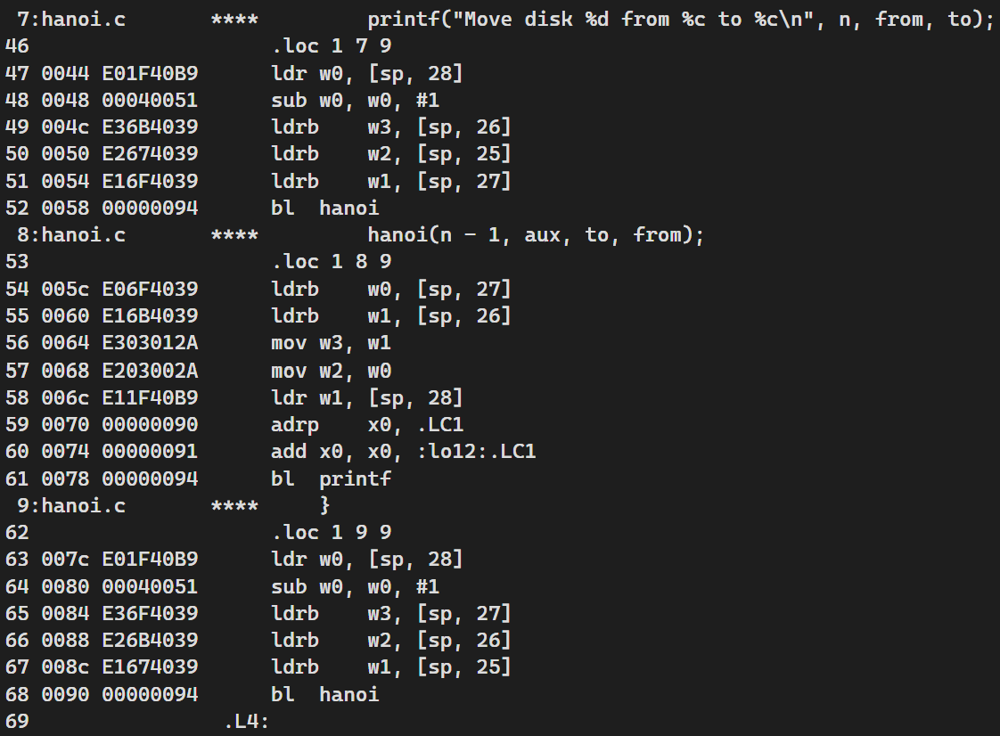 7:hanoi.c **** printf("Move disk %d from %c to %c\n", n, from, to);
46 .loc 1 7 9
47 0044 E01F40B9 ldr w0, [sp, 28]
48 0048 00040051 sub w0, w0, #1
49 004c E36B4039 ldrb w3, [sp, 26]
50 0050 E2674039 ldrb w2, [sp, 25]
51 0054 E16F4039 ldrb w1, [sp, 27]
52 0058 00000094 bl hanoi
8:hanoi.c **** hanoi(n - 1, aux, to, from);
53 .loc 1 8 9
54 005c E06F4039 ldrb w0, [sp, 27]
55 0060 E16B4039 ldrb w1, [sp, 26]
56 0064 E303012A mov w3, w1
57 0068 E203002A mov w2, w0
58 006c E11F40B9 ldr w1, [sp, 28]
59 0070 00000090 adrp x0, .LC1
60 0074 00000091 add x0, x0, :lo12:.LC1
61 0078 00000094 bl printf
9:hanoi.c **** }
62 .loc 1 9 9
63 007c E01F40B9 ldr w0, [sp, 28]
64 0080 00040051 sub w0, w0, #1
65 0084 E36F4039 ldrb w3, [sp, 27]
66 0088 E26B4039 ldrb w2, [sp, 26]
67 008c E1674039 ldrb w1, [sp, 25]
68 0090 00000094 bl hanoi
69 .L4: